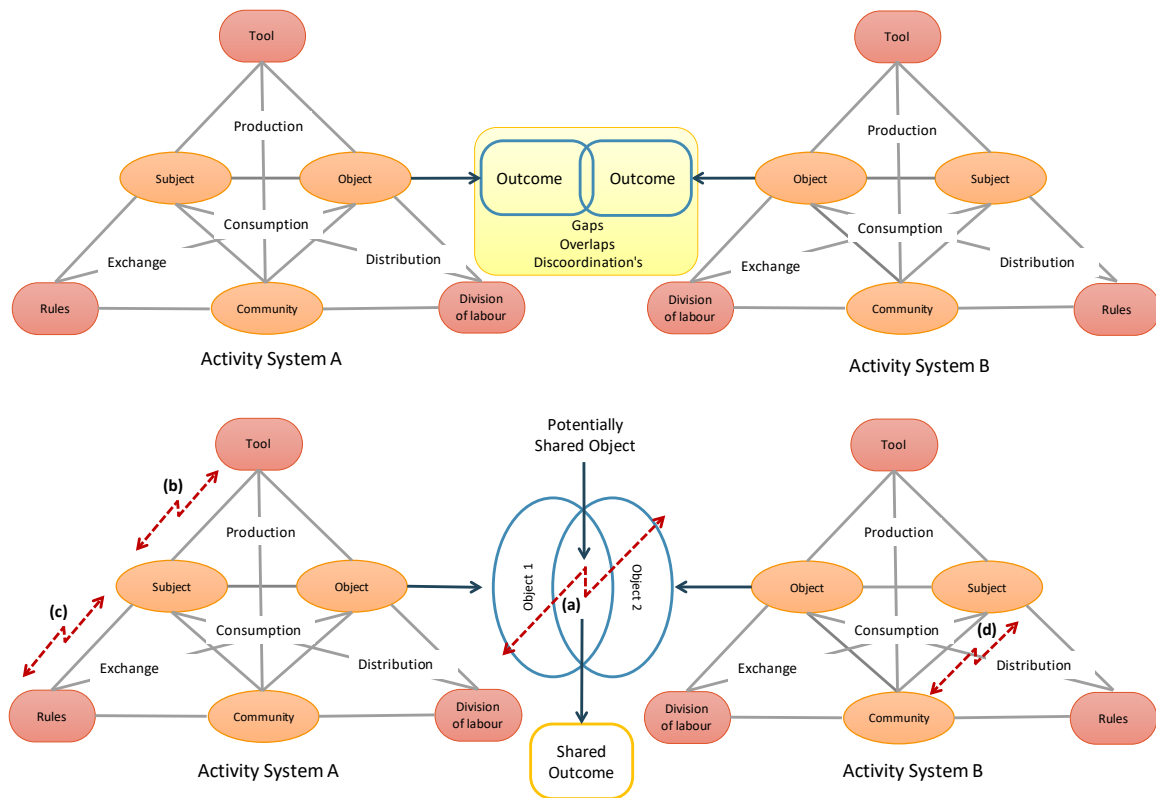 Tool
Production
Subject
Object
Consumption
Exchange
Distribution
Rules
Community
Division
of labour
Activity System A
Outcome
Outcome
Gaps
Overlaps
Discoordination's
Tool
Production
Object
Subject
Consumption
Exchange
Distribution
Division
of labour
Community
Rules
Activity System B
Tool
(b)
Production
Subject
Object
(c)
Consumption
Exchange
Distribution
Rules
Community
Division
of labour
Activity System A
Potentially
Shared Object
Object 1
Object 2
(a)
Shared
Outcome
Tool
Production
Object
Subject
Consumption
(d)
Exchange
Distribution
Division
of labour
Community
Rules
Activity System B